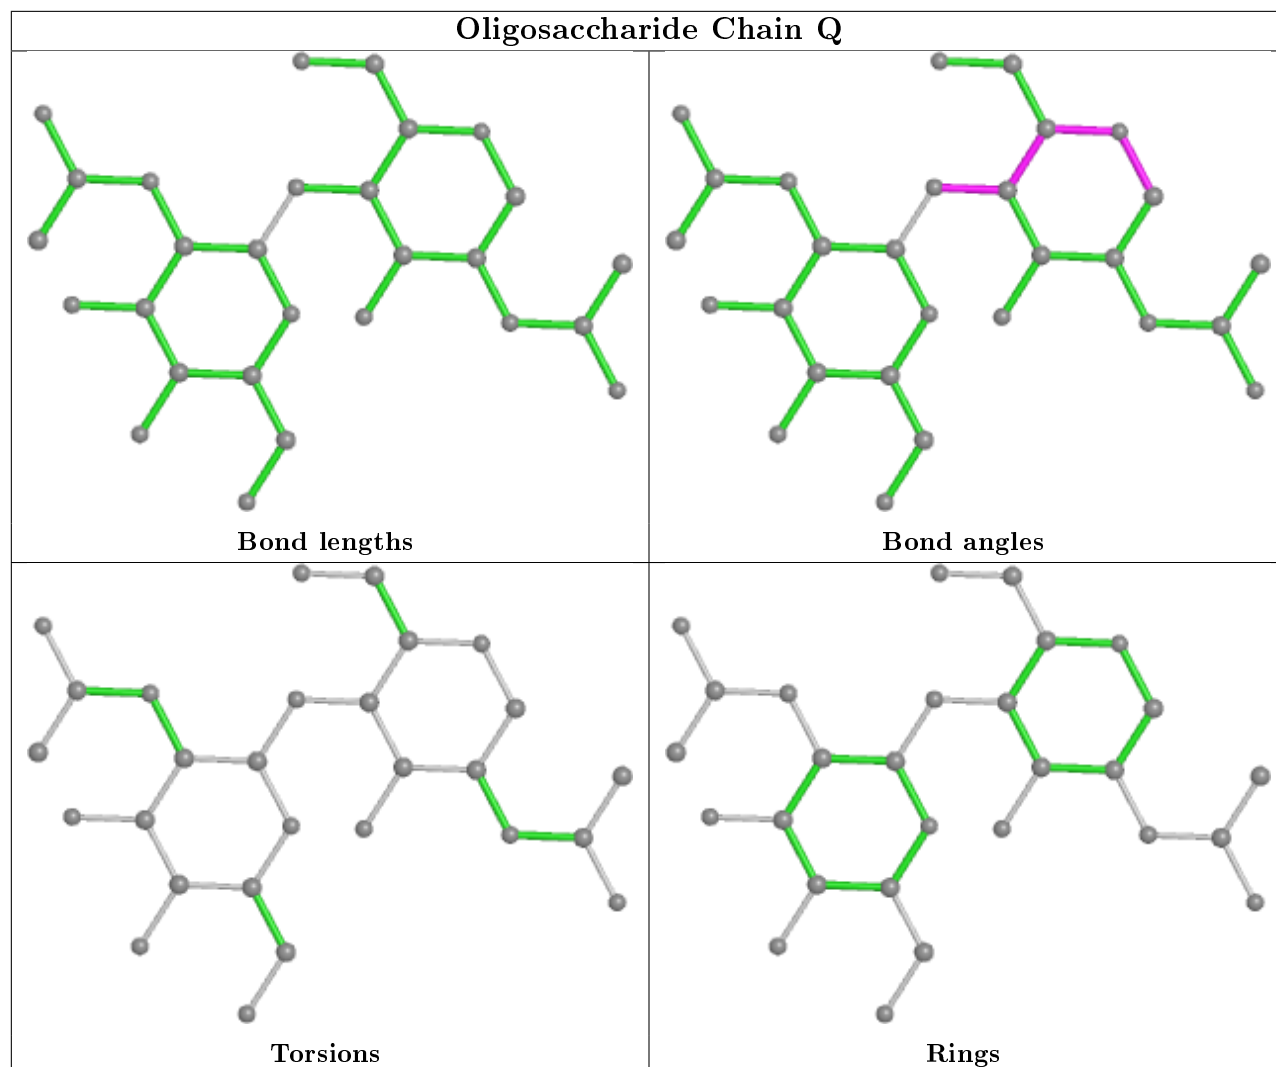 Oligosaccharide Chain Q
Bond lengths
Bond angles
Torsions
Rings